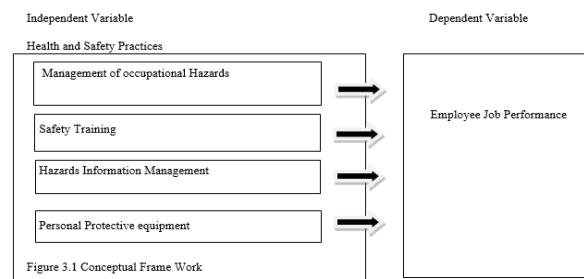 Independent Variable
Dependent Variable
Health and Safety Practices
Management of occupational Hazards
Safety Training
Hazards Information Management
Personal Protective equipment
Employee Job Performance
Figure 3.1 Conceptual Frame Work